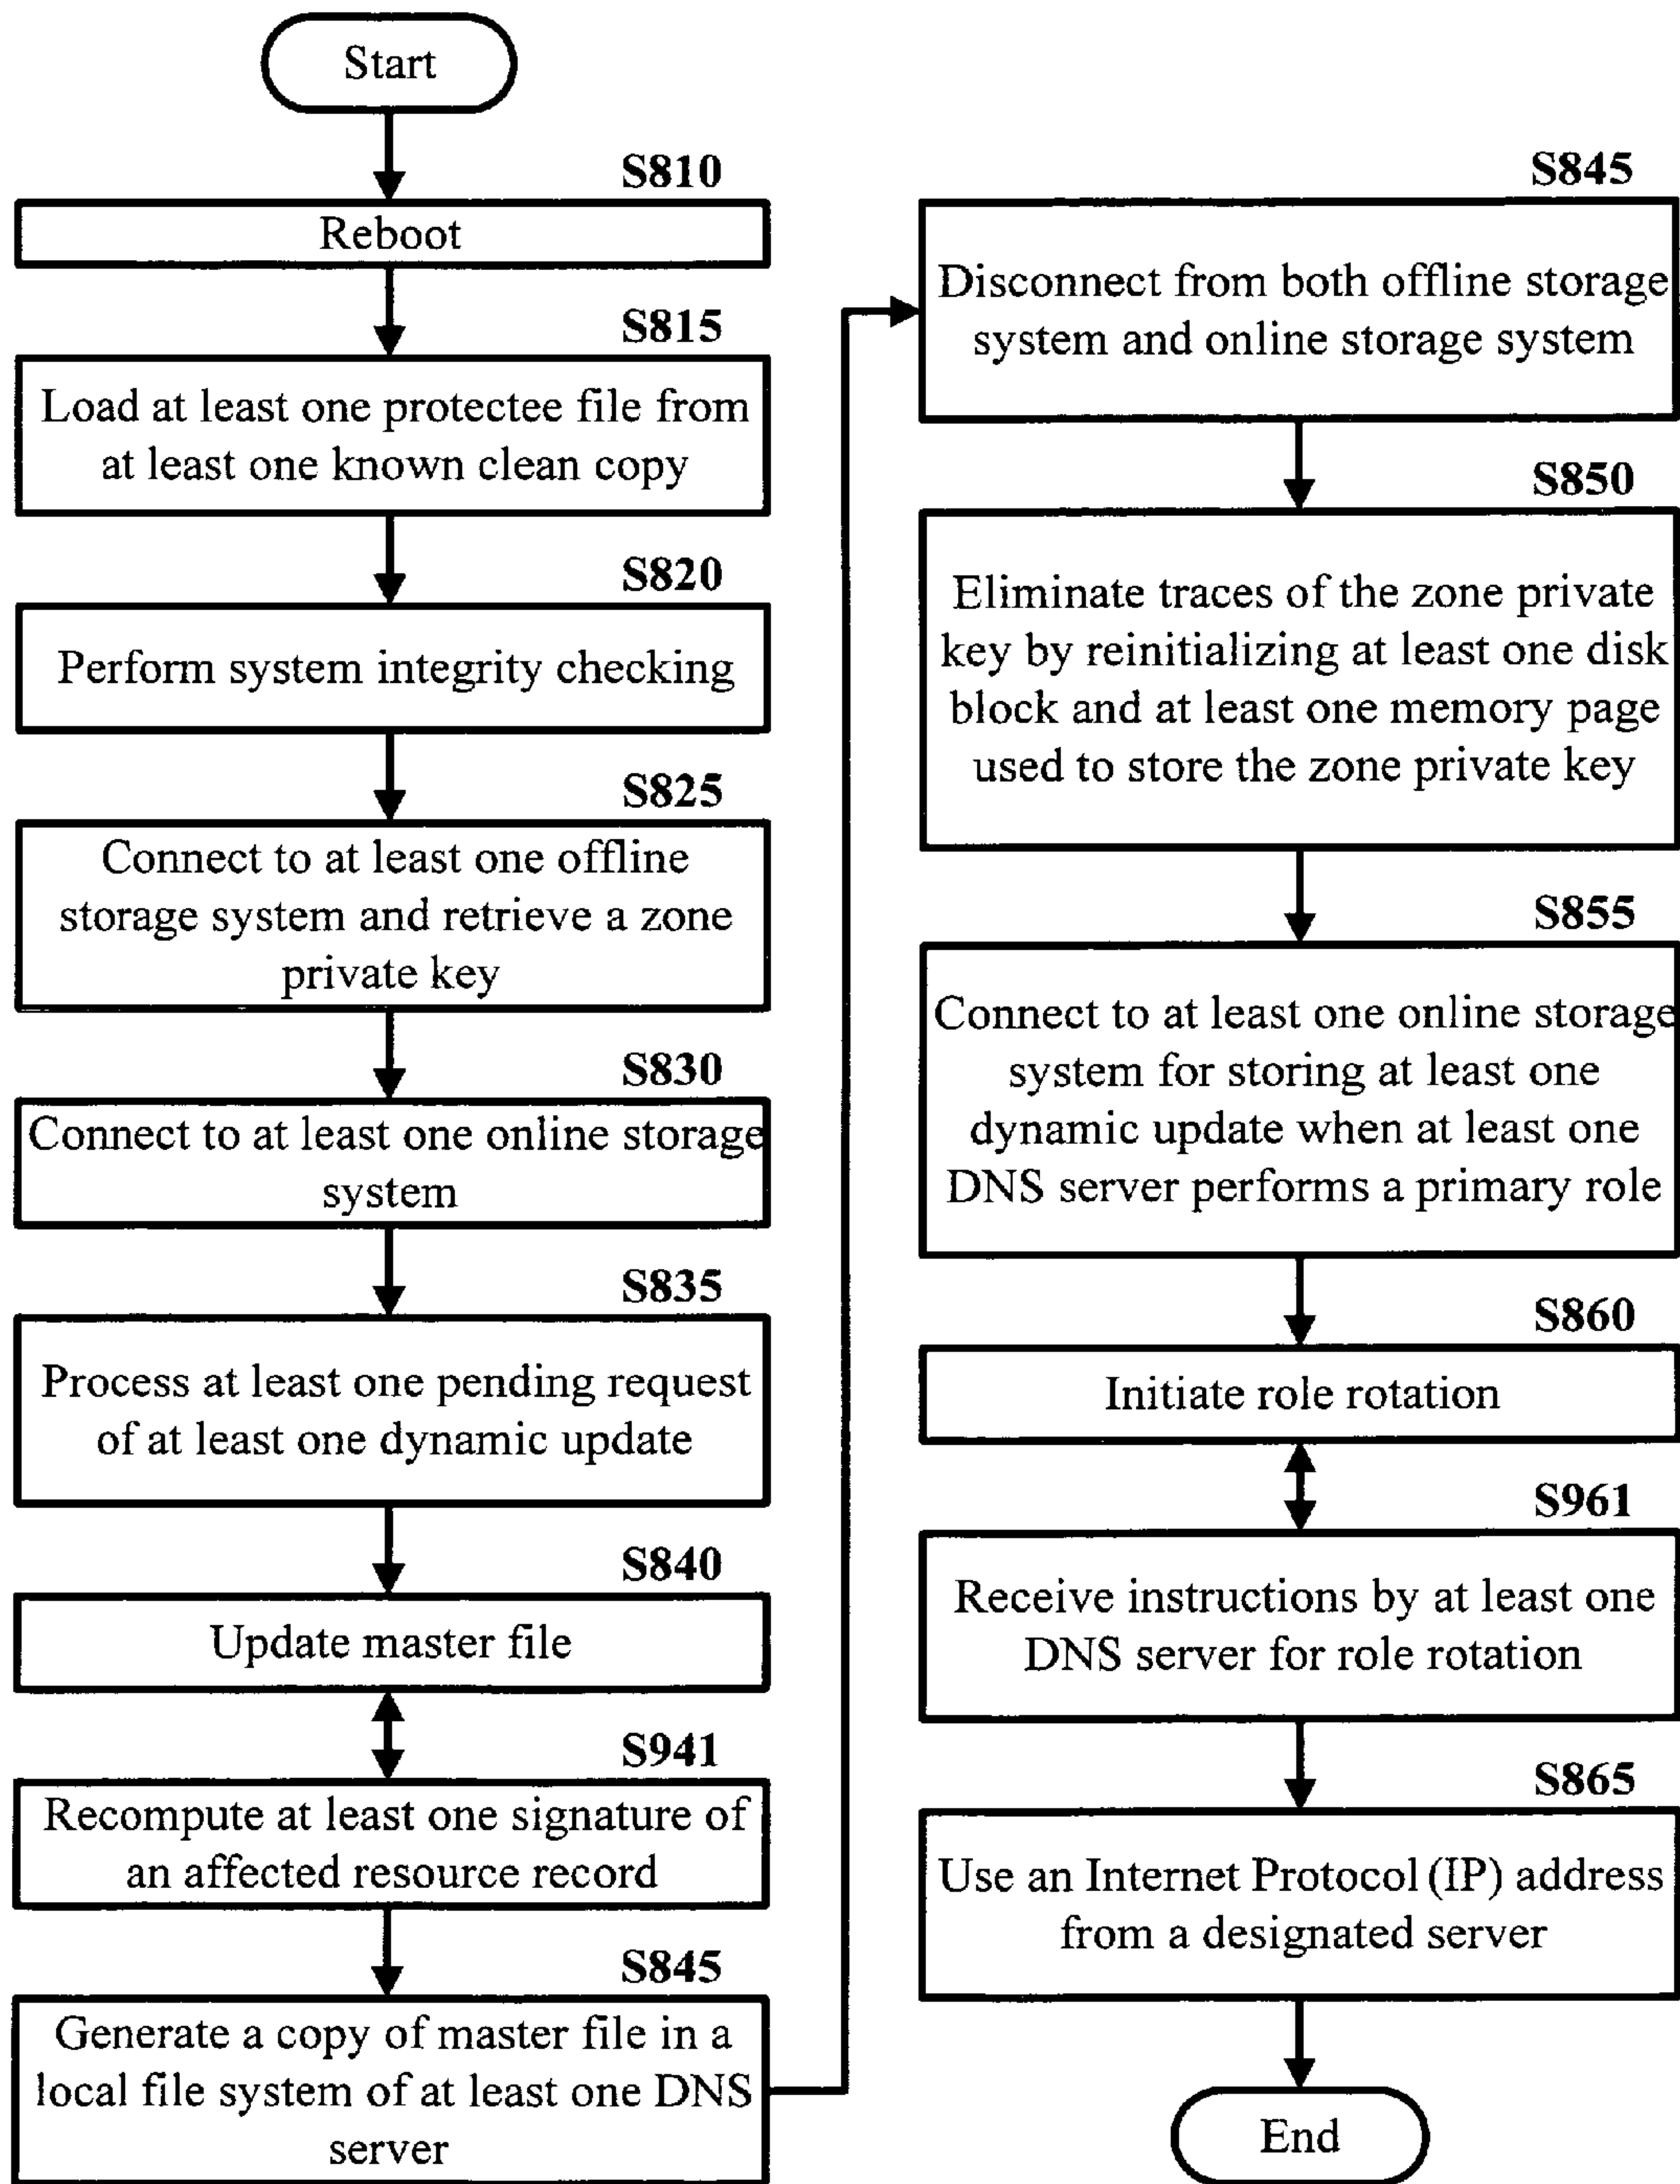 Start
S810
Reboot
S815
Load at least one protectee file from
at least one known clean copy
S820
Perform system integrity checking
S825
Connect to at least one offline
storage system and retrieve a zone
private key
S830
Connect to at least one online storage
system
S835
Process at least one pending request
of at least one dynamic update
S840
Update master file
S941
Recompute at least one signature of
an affected resource record
S845
Generate a copy of master file in a
local file system of at least one DNS
server
S845
Disconnect from both offline storage
system and online storage system
S850
Eliminate traces of the zone private
key by reinitializing at least one disk
block and at least one memory page
used to store the zone private key
S855
Connect to at least one online storage
system for storing at least one
dynamic update when at least one
DNS server performs a primary role
S860
Initiate role rotation
S961
Receive instructions by at least one
DNS server for role rotation
S865
Use an Internet Protocol (IP) address
from a designated server
End